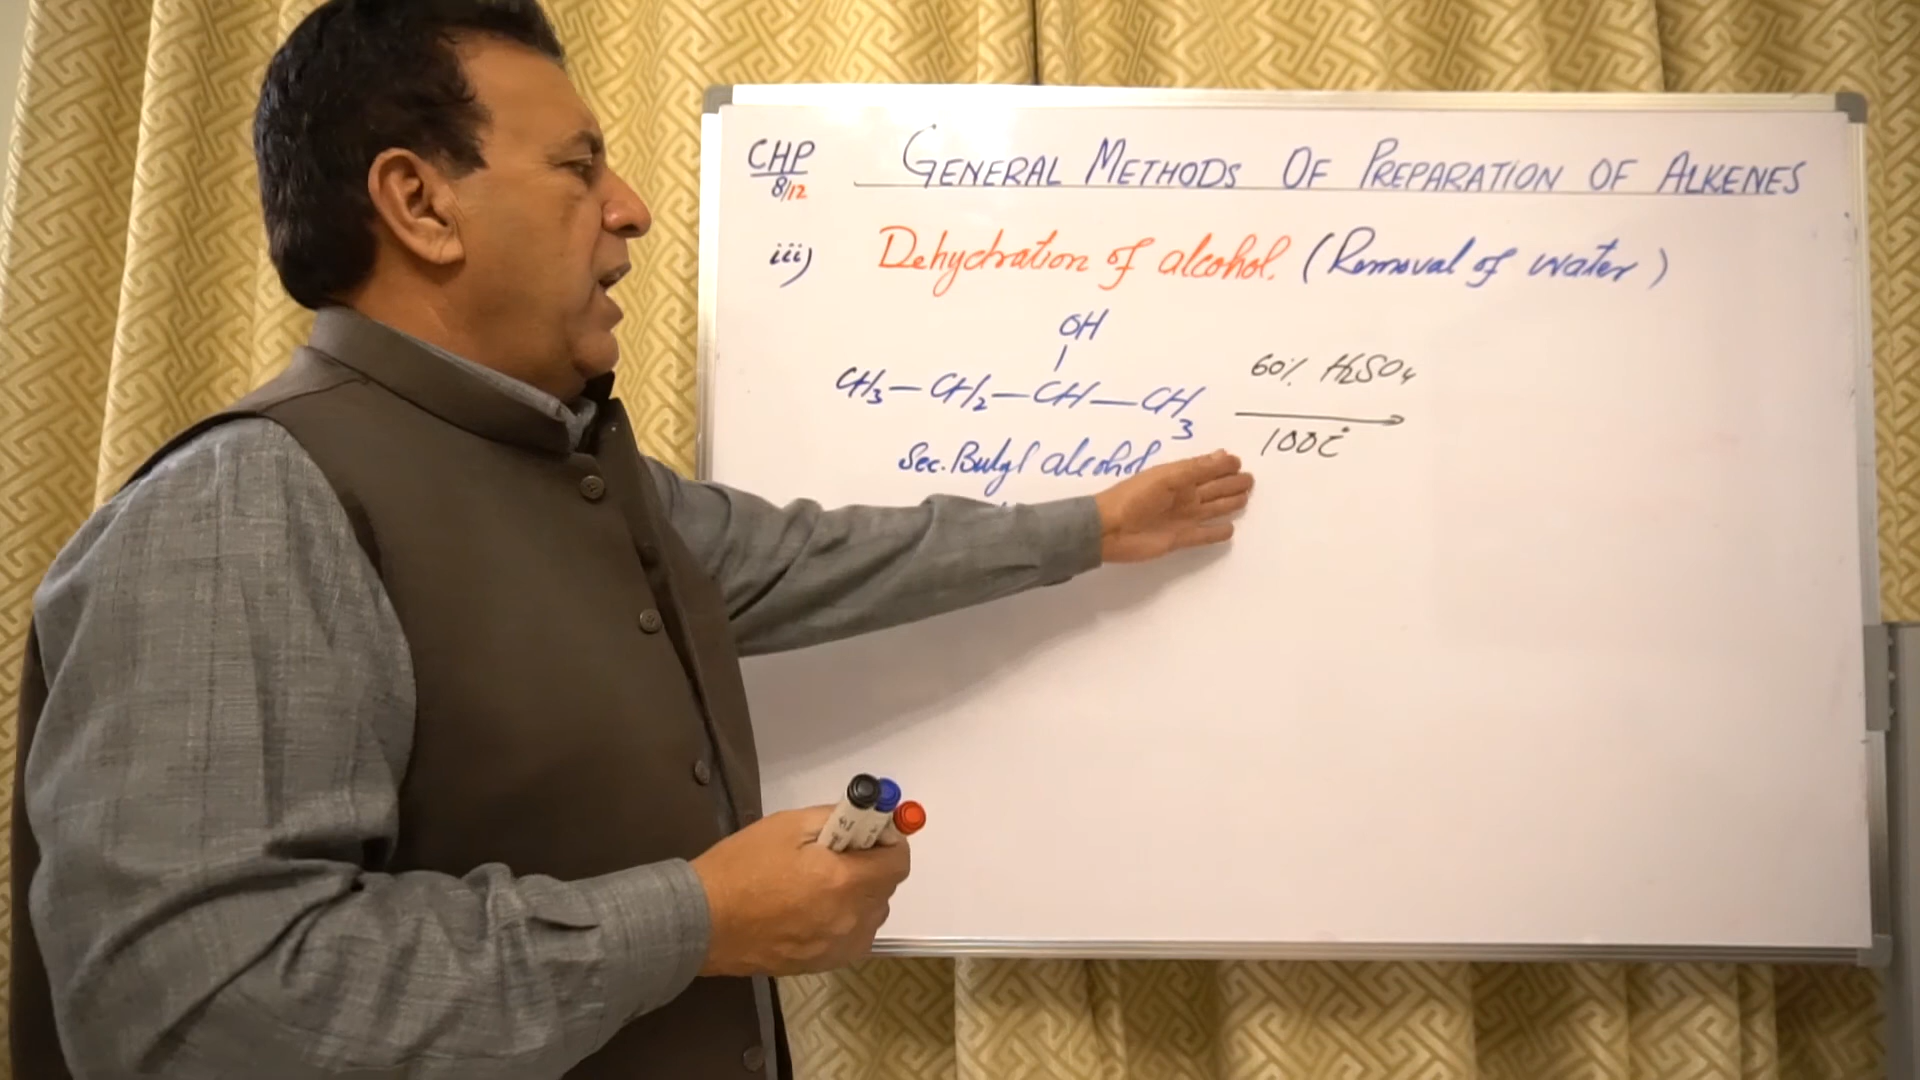 CHP GENERAL METHODS OF PREPARATION OF ALKENES
8/12
iii) Dehydration of alcohol. (Removal of water)
OH
CH3—CH2—CH—CH3 60% H2SO4
100°C
Sec. Butyl alcohol